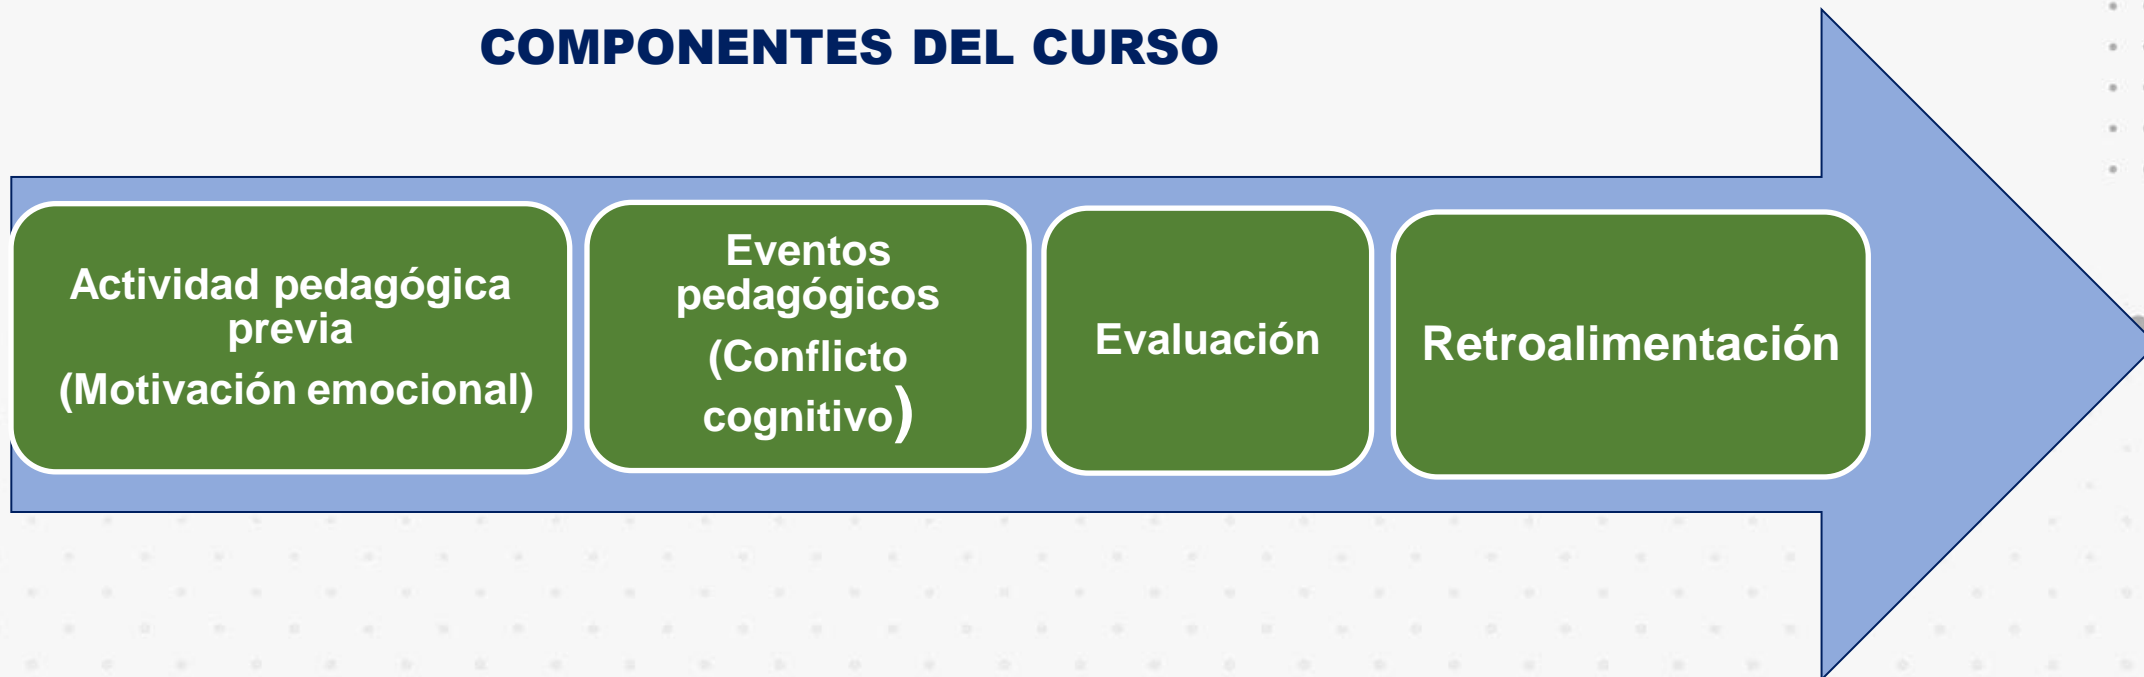 COMPONENTES DEL CURSO
Actividad pedagógica
previa
(Motivación emocional)
Eventos
pedagógicos
(Conflicto
cognitivo)
Evaluación
Retroalimentación